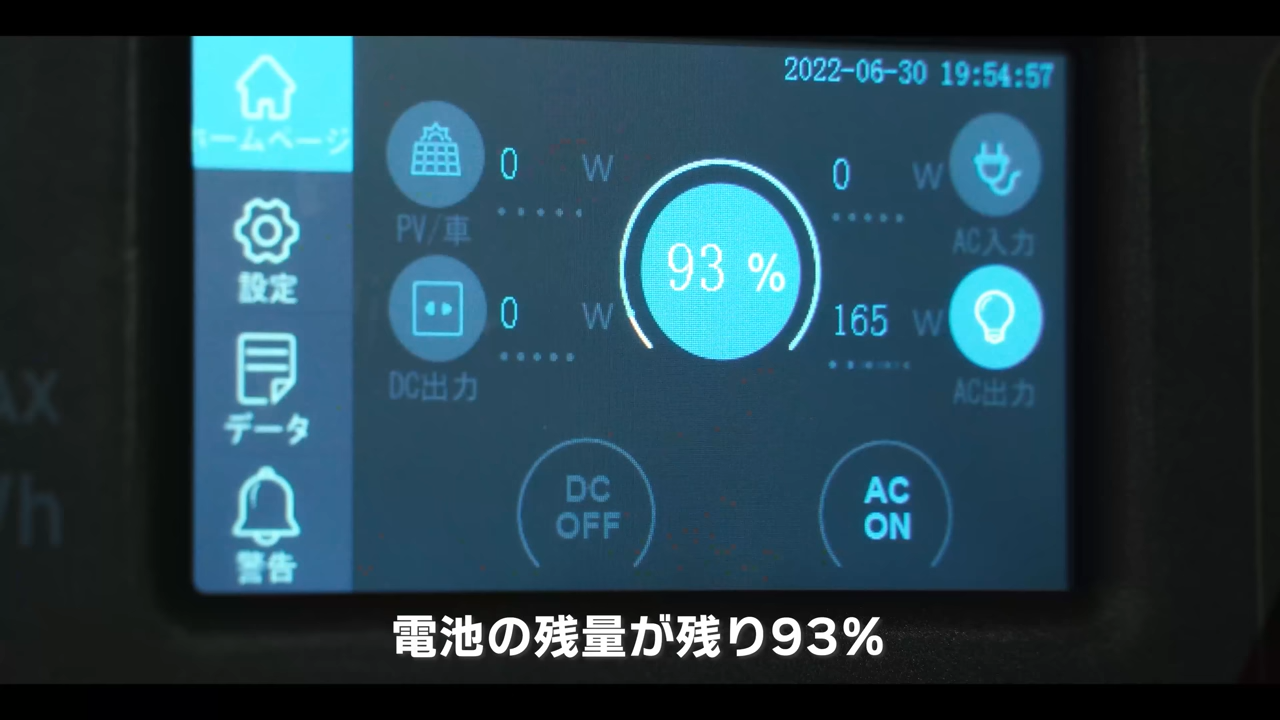 ホームページ
設定
データ
警告
2022-06-30 19:54:57
0 W
PV/車
0 W
DC出力
93 %
0 W
AC入力
165 W
AC出力
DC
OFF
AC
ON
AX
Wh
電池の残量が残り93%